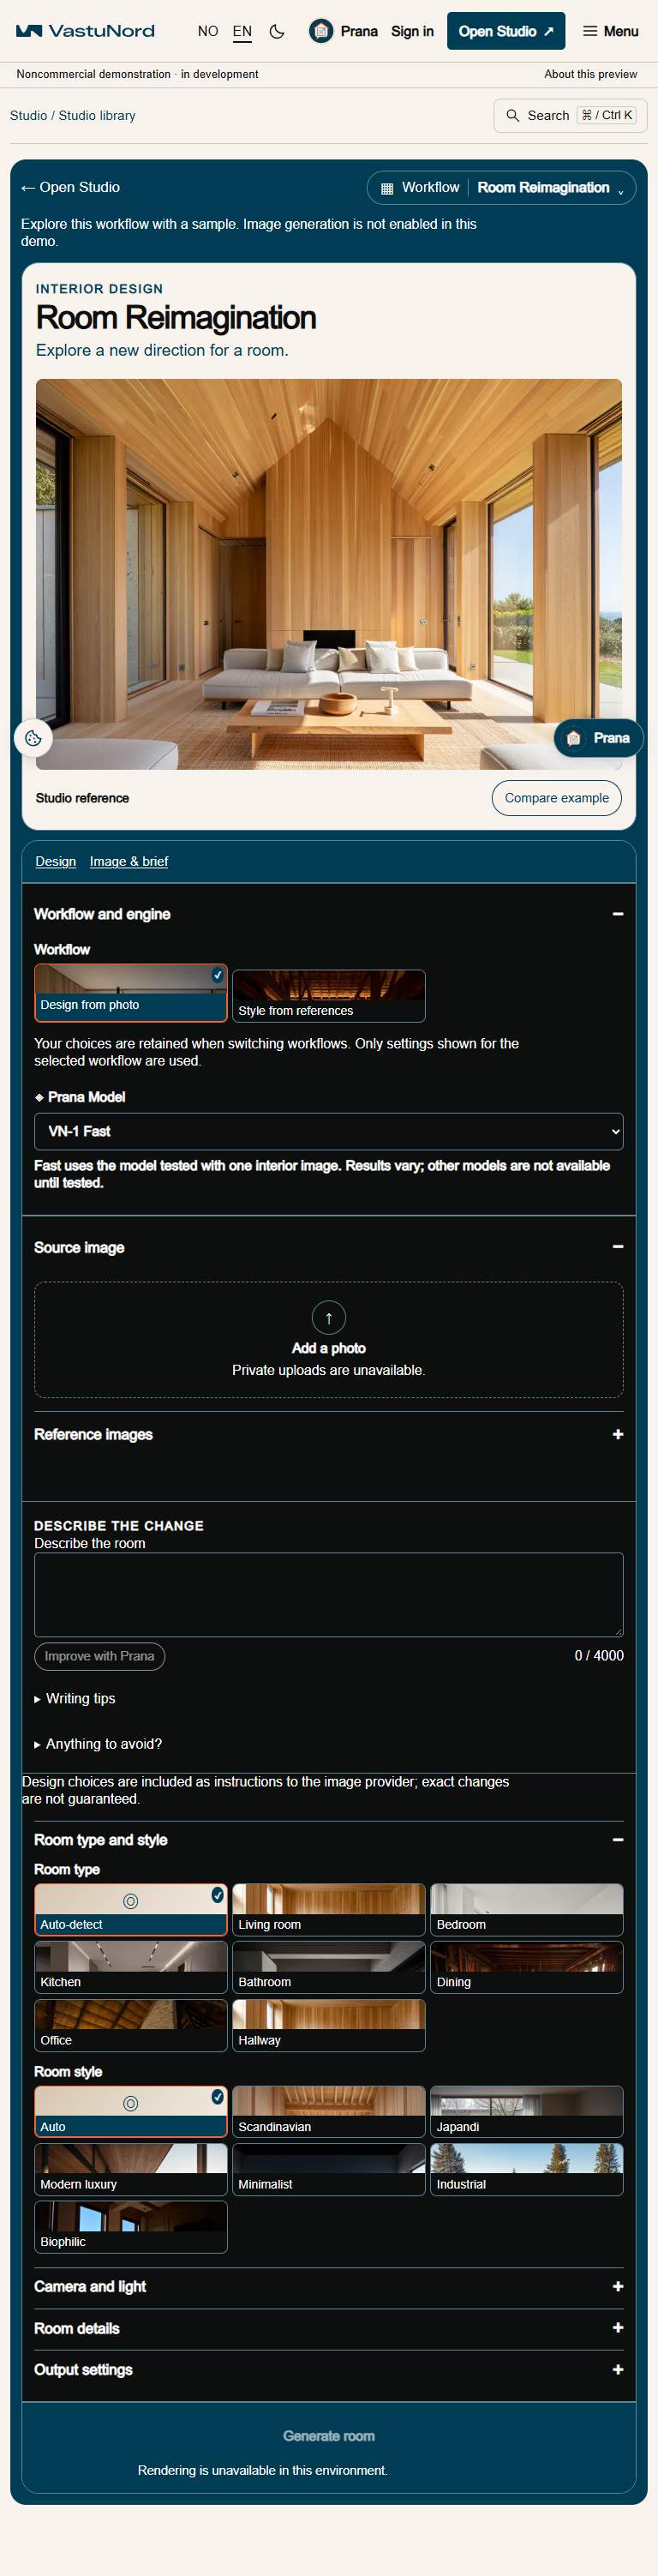 VastuNord
NO EN Prana Sign in Open Studio ↗ Menu
Noncommercial demonstration · in development
About this preview
Studio / Studio library
Search ⌘ / Ctrl K
← Open Studio
Workflow Room Reimagination
Explore this workflow with a sample. Image generation is not enabled in this
demo.
INTERIOR DESIGN
Room Reimagination
Explore a new direction for a room.
Prana
Studio reference
Compare example
Design Image & brief
Workflow and engine
Workflow
Design from photo
Style from references
Your choices are retained when switching workflows. Only settings shown for the
selected workflow are used.
Prana Model
VN-1 Fast
Fast uses the model tested with one interior image. Results vary; other models are not available
until tested.
Source image
Add a photo
Private uploads are unavailable.
Reference images
DESCRIBE THE CHANGE
Describe the room
Improve with Prana
0 / 4000
Writing tips
Anything to avoid?
Design choices are included as instructions to the image provider; exact changes
are not guaranteed.
Room type and style
Room type
Auto-detect
Living room
Bedroom
Kitchen
Bathroom
Dining
Office
Hallway
Room style
Auto
Scandinavian
Japandi
Modern luxury
Minimalist
Industrial
Biophilic
Camera and light
Room details
Output settings
Generate room
Rendering is unavailable in this environment.